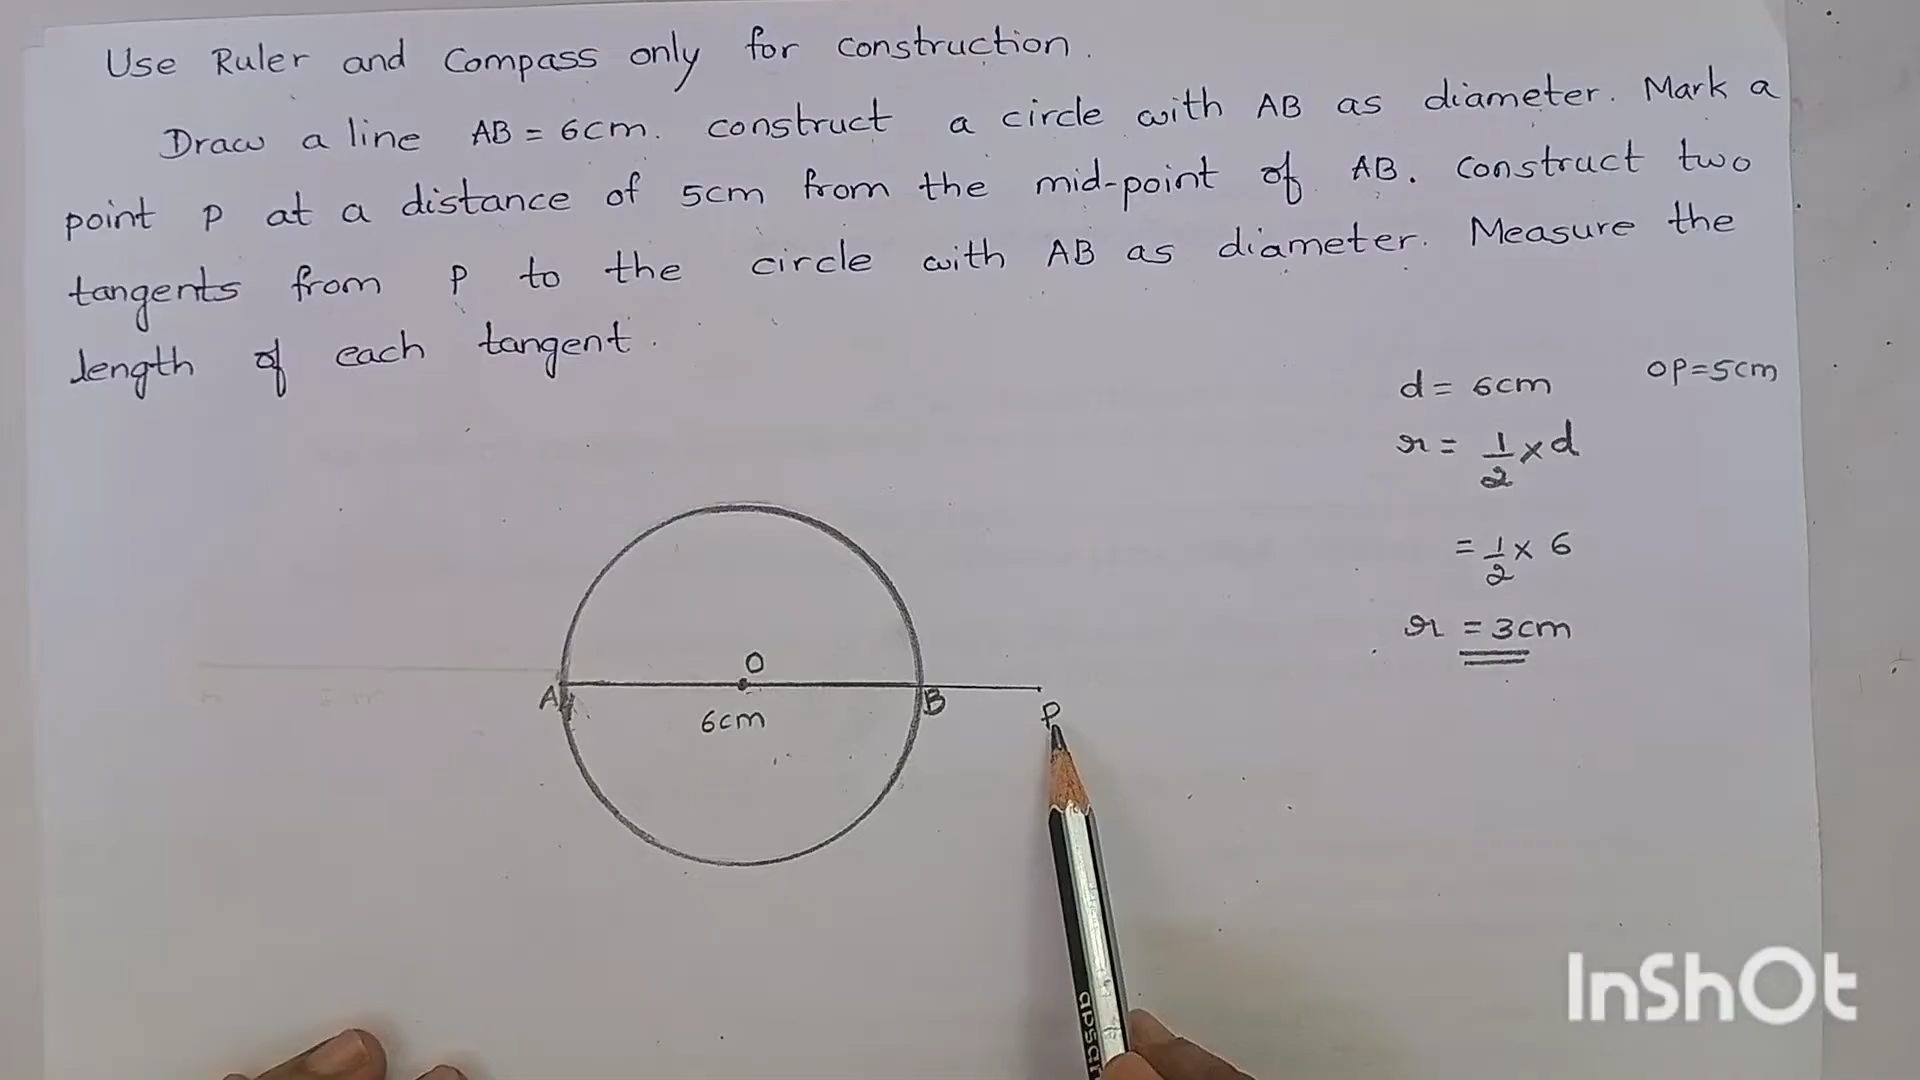 Use Ruler and Compass only for construction.
Draw a line AB = 6cm. construct a circle with AB as diameter. Mark a
point P at a distance of 5cm from the mid-point of AB. Construct two
tangents from P to the circle with AB as diameter. Measure the
length of each tangent.
d = 6cm
OP=5cm
r = 1/2 × d
= 1/2 × 6
r = 3cm
O
A
B
6cm
P
apsara
InShOt